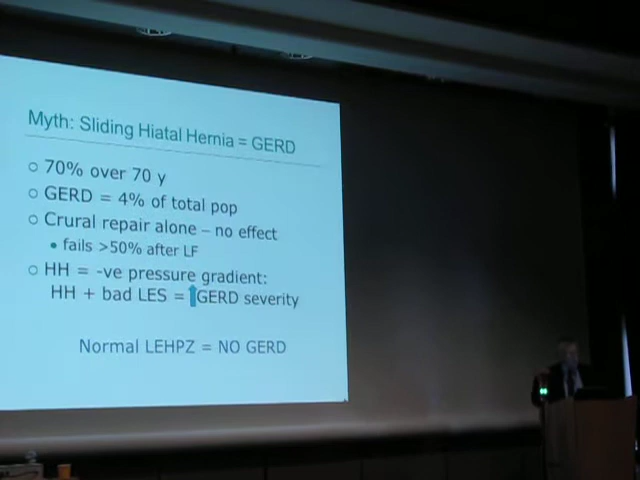 Myth: Sliding Hiatal Hernia = GERD
○ 70% over 70 y
○ GERD = 4% of total pop
○ Crural repair alone – no effect
• fails >50% after LF
○ HH = -ve pressure gradient:
HH + bad LES = ⬆GERD severity
Normal LEHPZ = NO GERD